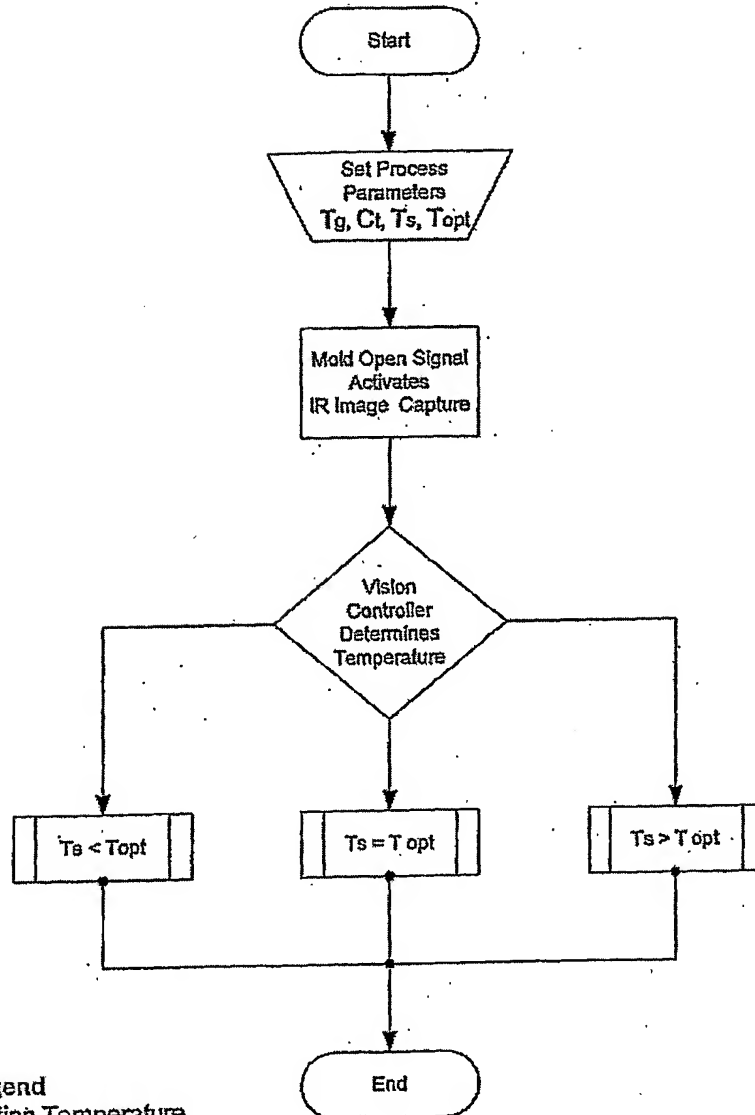 Start
Set Process
Parameters
Tg, Ct, Ts, Topt
Mold Open Signal
Activates
IR Image Capture
Vision
Controller
Determines
Temperature
Ts < Topt
Ts = T opt
Ts > T opt
End
Temperature